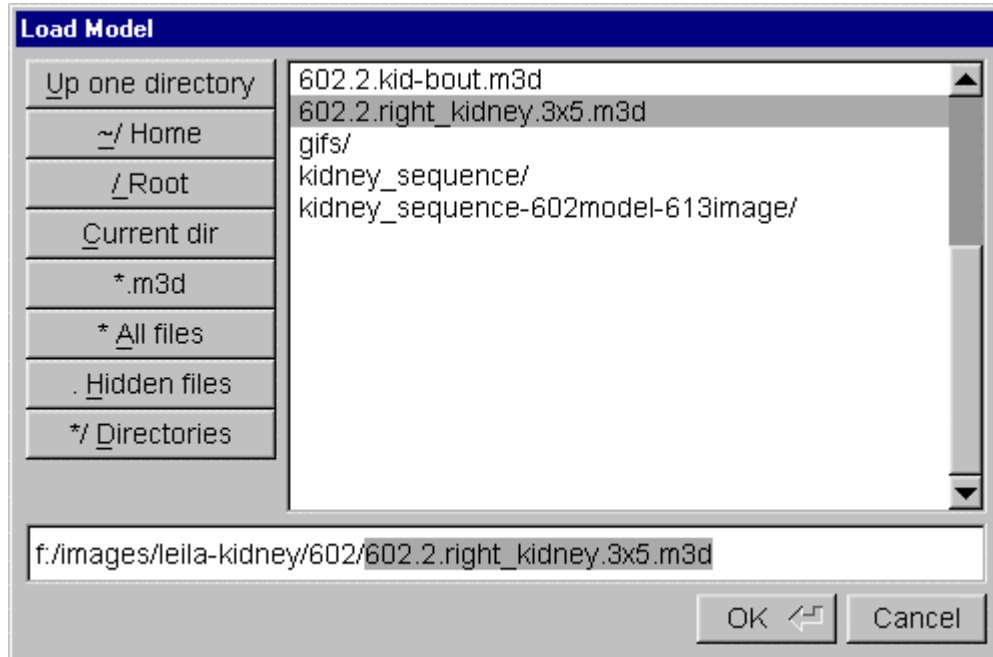 Load Model
Up one directory
~/ Home
/ Root
Current dir
*.m3d
* All files
. Hidden files
*/ Directories
602.2.kid-bout.m3d
602.2.right_kidney.3x5.m3d
gifs/
kidney_sequence/
kidney_sequence-602model-613image/
f:/images/leila-kidney/602/602.2.right_kidney.3x5.m3d
OK
Cancel